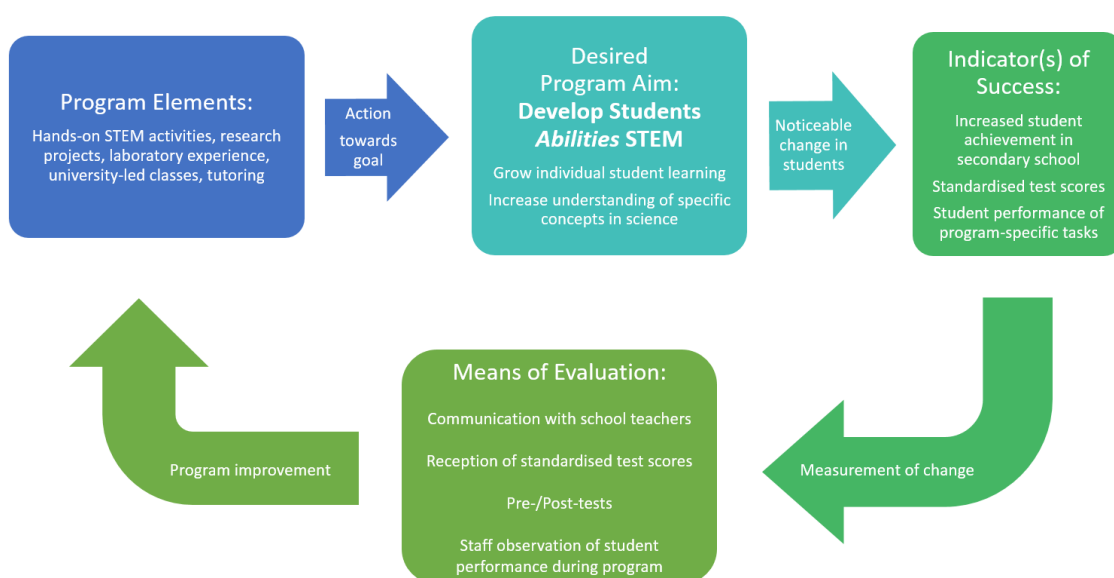 Program Elements:
Hands-on STEM activities, research
projects, laboratory experience,
university-led classes, tutoring
Action
towards
goal
Desired
Program Aim:
Develop Students
Abilities STEM
Grow individual student learning
Increase understanding of specific
concepts in science
Noticeable
change in
students
Indicator(s) of
Success:
Increased student
achievement in
secondary school
Standardised test scores
Student performance of
program-specific tasks
Measurement of change
Means of Evaluation:
Communication with school teachers
Reception of standardised test scores
Pre-/Post-tests
Staff observation of student
performance during program
Program improvement